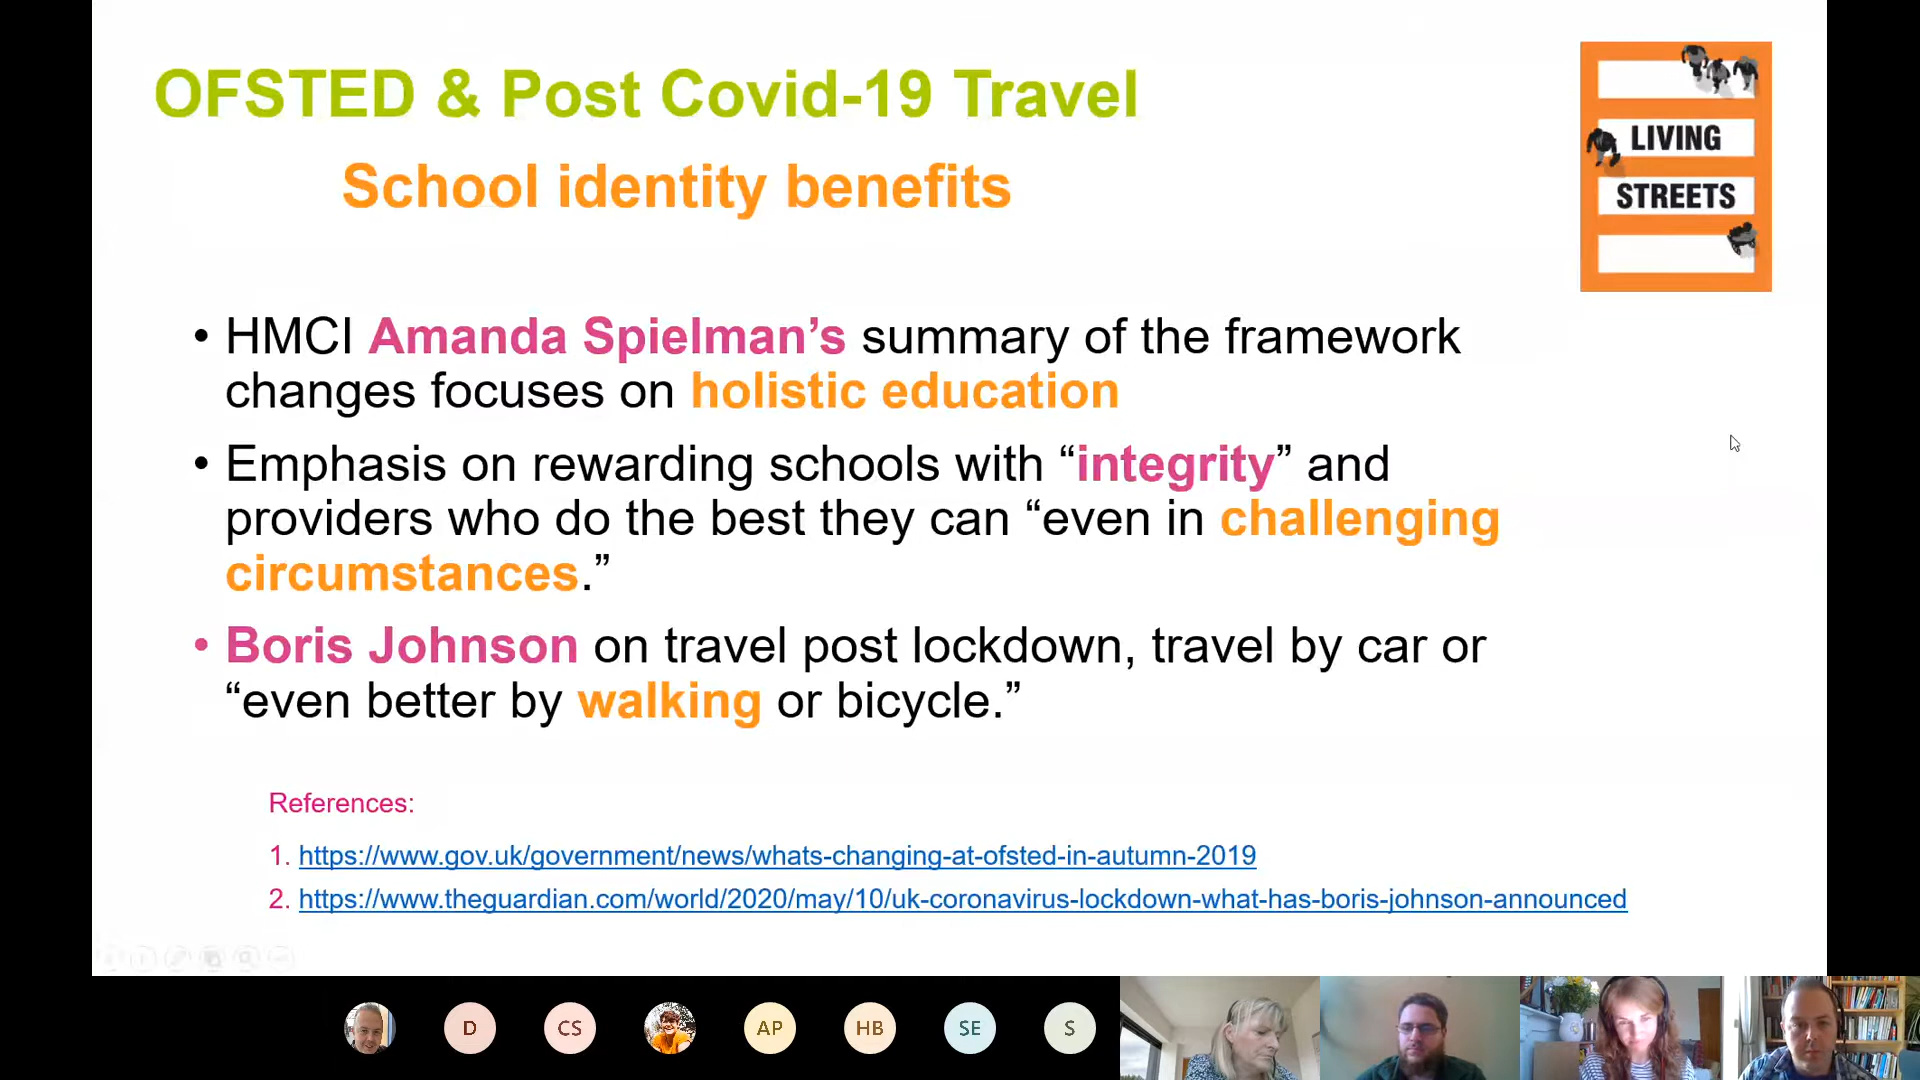 OFSTED & Post Covid-19 Travel
School identity benefits
LIVING
STREETS
• HMCI Amanda Spielman’s summary of the framework
changes focuses on holistic education
• Emphasis on rewarding schools with “integrity” and
providers who do the best they can “even in challenging
circumstances.”
• Boris Johnson on travel post lockdown, travel by car or
“even better by walking or bicycle.”
References:
1. https://www.gov.uk/government/news/whats-changing-at-ofsted-in-autumn-2019
2. https://www.theguardian.com/world/2020/may/10/uk-coronavirus-lockdown-what-has-boris-johnson-announced
D CS AP HB SE S